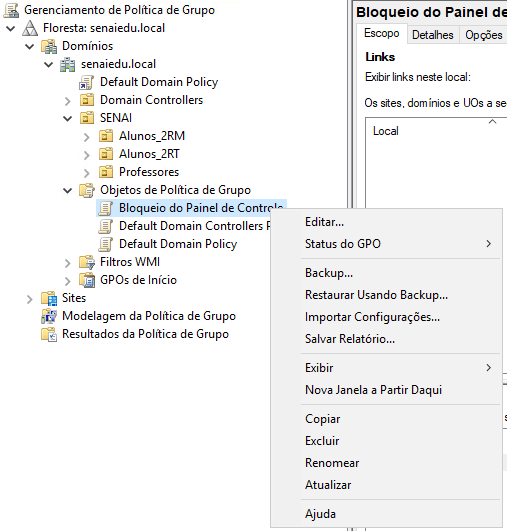 Gerenciamento de Política de Grupo
Floresta: senaiedu.local
Domínios
senaiedu.local
Default Domain Policy
Domain Controllers
SENAI
Alunos_2RM
Alunos_2RT
Professores
Objetos de Política de Grupo
Bloqueio do Painel de Controle
Default Domain Controllers P
Default Domain Policy
Filtros WMI
GPOs de Início
Sites
Modelagem da Política de Grupo
Resultados da Política de Grupo
Bloqueio do Painel de
Escopo Detalhes Opções
Links
Exibir links neste local:
Os sites, domínios e UOs a se
Local
Editar...
Status do GPO
Backup...
Restaurar Usando Backup...
Importar Configurações...
Salvar Relatório...
Exibir
Nova Janela a Partir Daqui
Copiar
Excluir
Renomear
Atualizar
Ajuda